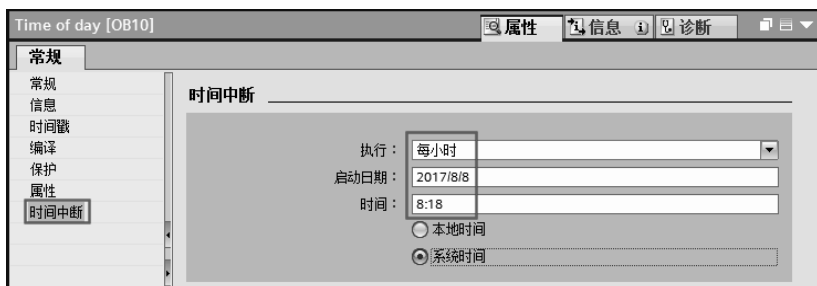 Time of day [OB10]
属性 信息 诊断
常规
常规
信息
时间戳
编译
保护
属性
时间中断
时间中断
执行： 每小时
启动日期： 2017/8/8
时间： 8:18
本地时间
系统时间